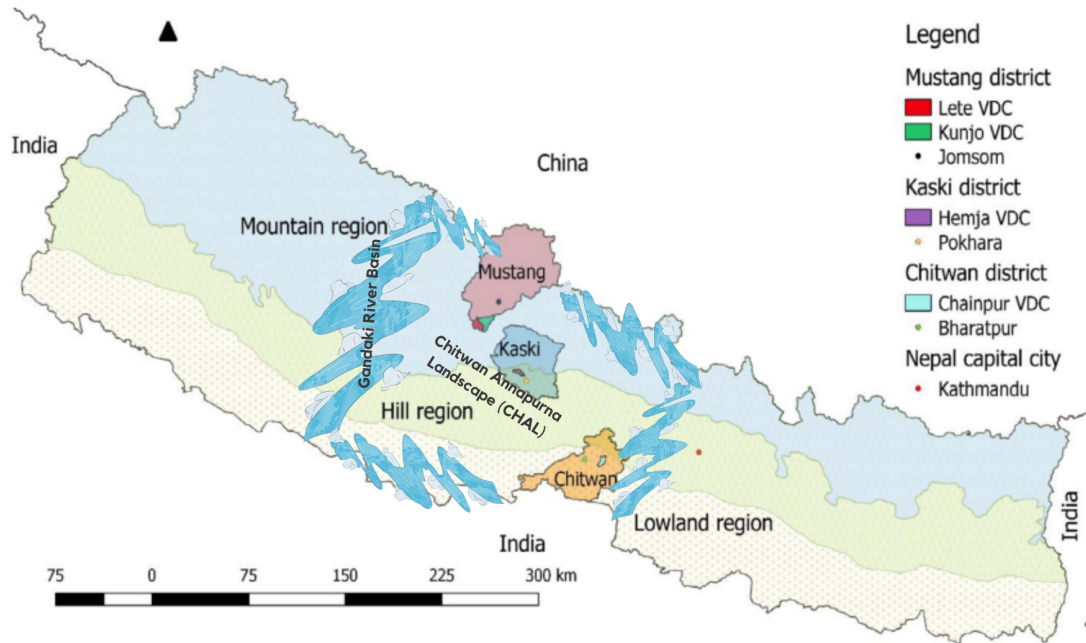 India
China
Mountain region
Gandaki River Basin
Mustang
Kaski
Chitwan Annapurna
Landscape (CHAL)
Hill region
Chitwan
Lowland region
India
India
75 0 75 150 225 300 km
Legend
Mustang district
Lete VDC
Kunjo VDC
Jomsom
Kaski district
Hemja VDC
Pokhara
Chitwan district
Chainpur VDC
Bharatpur
Nepal capital city
Kathmandu